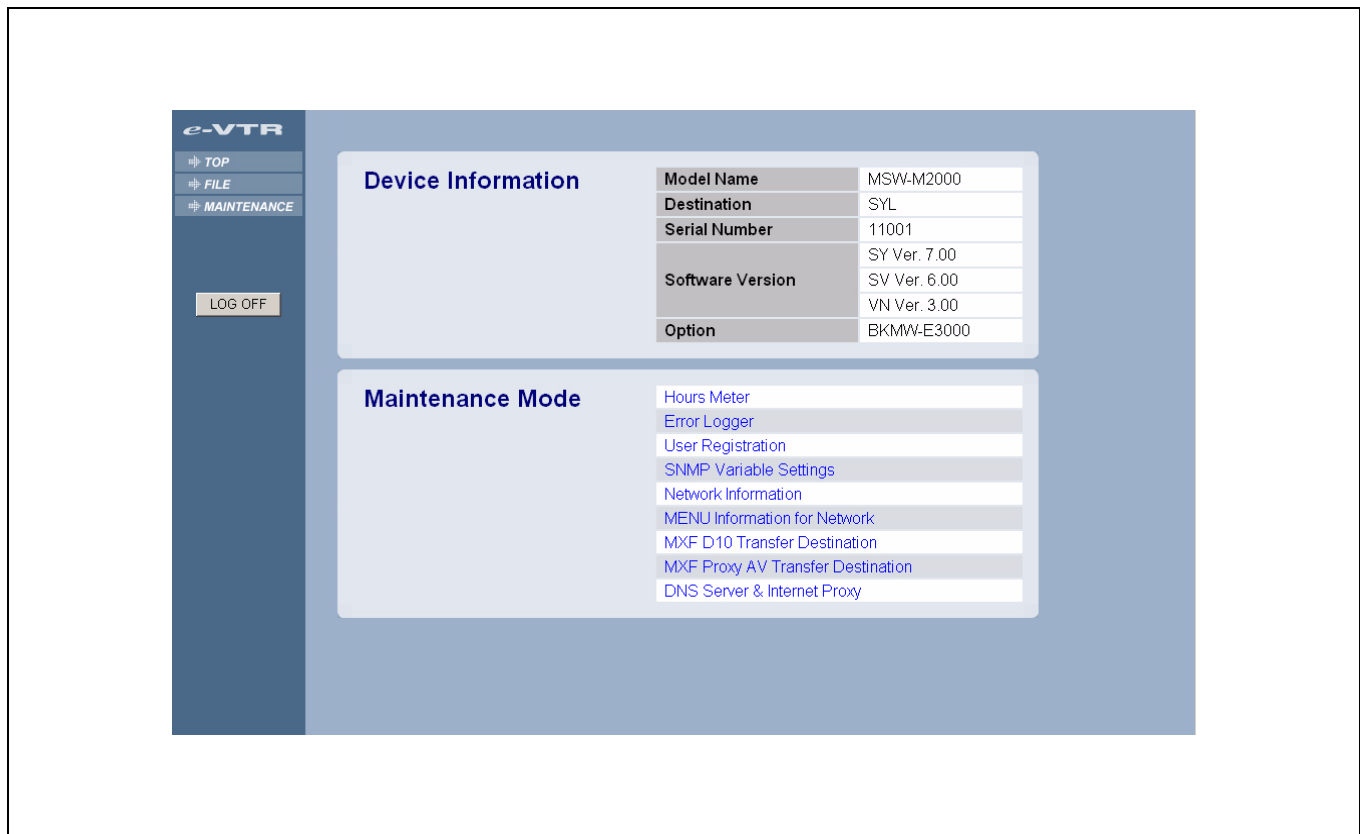 e-VTR
TOP
FILE
MAINTENANCE
LOG OFF
Device Information
Model Name MSW-M2000
Destination SYL
Serial Number 11001
Software Version
SY Ver. 7.00
SV Ver. 6.00
VN Ver. 3.00
Option BKMW-E3000
Maintenance Mode
Hours Meter
Error Logger
User Registration
SNMP Variable Settings
Network Information
MENU Information for Network
MXF D10 Transfer Destination
MXF Proxy AV Transfer Destination
DNS Server & Internet Proxy